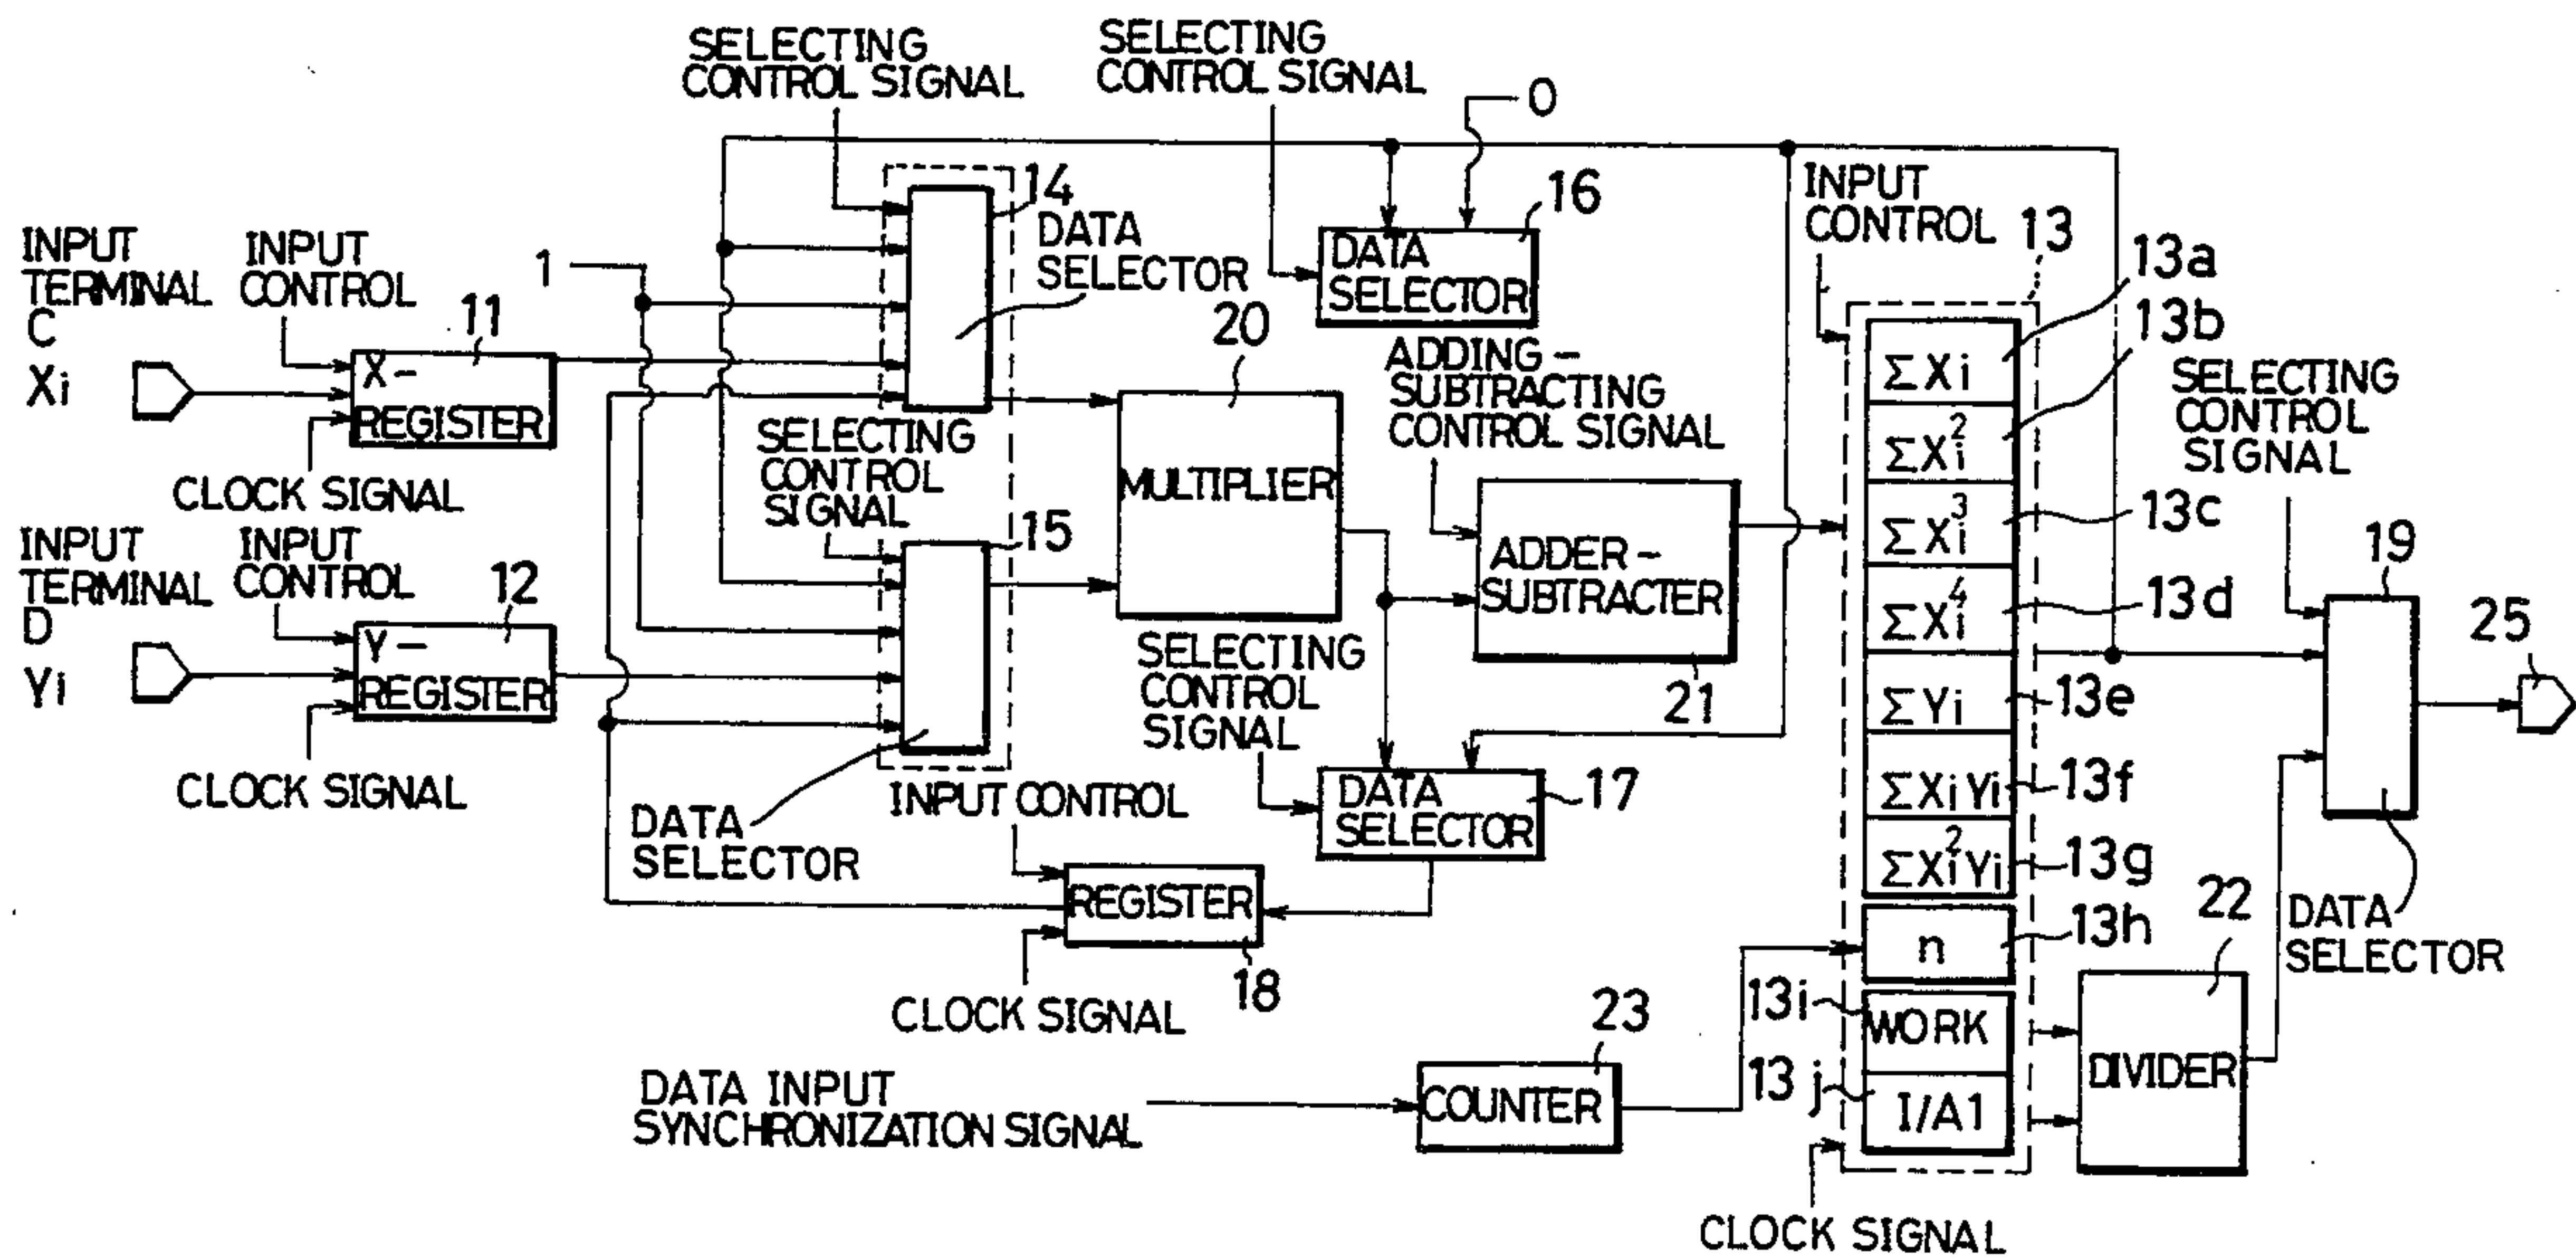 SELECTING
CONTROL SIGNAL
SELECTING
CONTROL SIGNAL
0
14
DATA
SELECTOR
16
DATA
SELECTOR
INPUT
CONTROL
13
13a
13b
INPUT
TERMINAL
C
Xi
INPUT
CONTROL
1
11
X-
REGISTER
CLOCK SIGNAL
20
MULTIPLIER
ADDING-
SUBTRACTING
CONTROL SIGNAL
SELECTING
CONTROL
SIGNAL
SELECTING
CONTROL
SIGNAL
ΣXi
ΣXi²
ΣXi³
13c
ΣXi⁴
13d
ΣYi
13e
ΣXiYi
13f
ΣXi²Yi
13g
n
13h
13i
WORK
13j
I/A1
19
25
INPUT
TERMINAL
D
Yi
INPUT
CONTROL
12
Y-
REGISTER
CLOCK SIGNAL
15
ADDER-
SUBTRACTER
21
SELECTING
CONTROL
SIGNAL
DATA
SELECTOR
17
DATA
SELECTOR
INPUT CONTROL
REGISTER
18
CLOCK SIGNAL
22
DIVIDER
DATA
SELECTOR
23
COUNTER
DATA INPUT
SYNCHRONIZATION SIGNAL
CLOCK SIGNAL